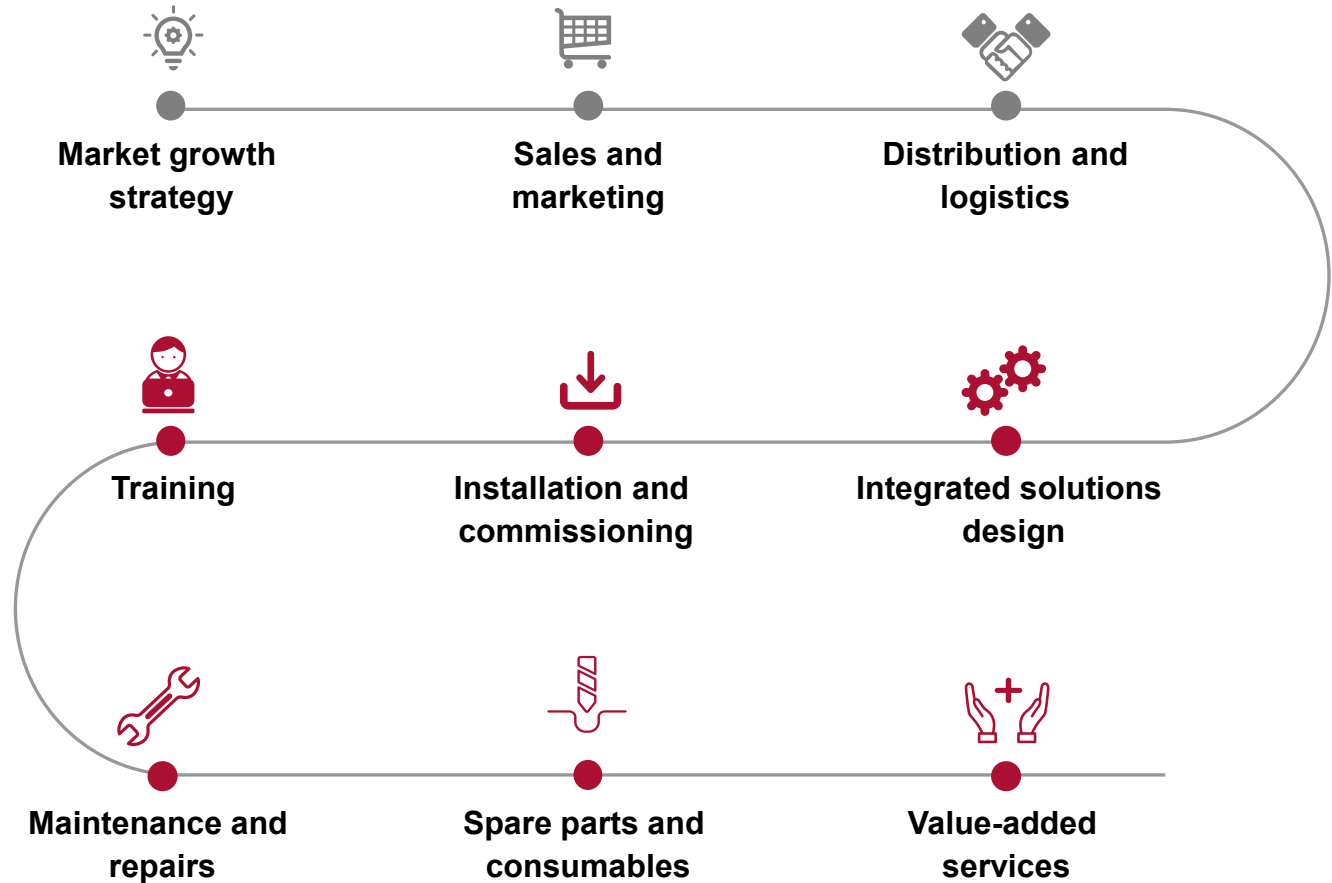 Market growth
strategy
Sales and
marketing
Distribution and
logistics
Training
Installation and
commissioning
Integrated solutions
design
Maintenance and
repairs
Spare parts and
consumables
Value-added
services